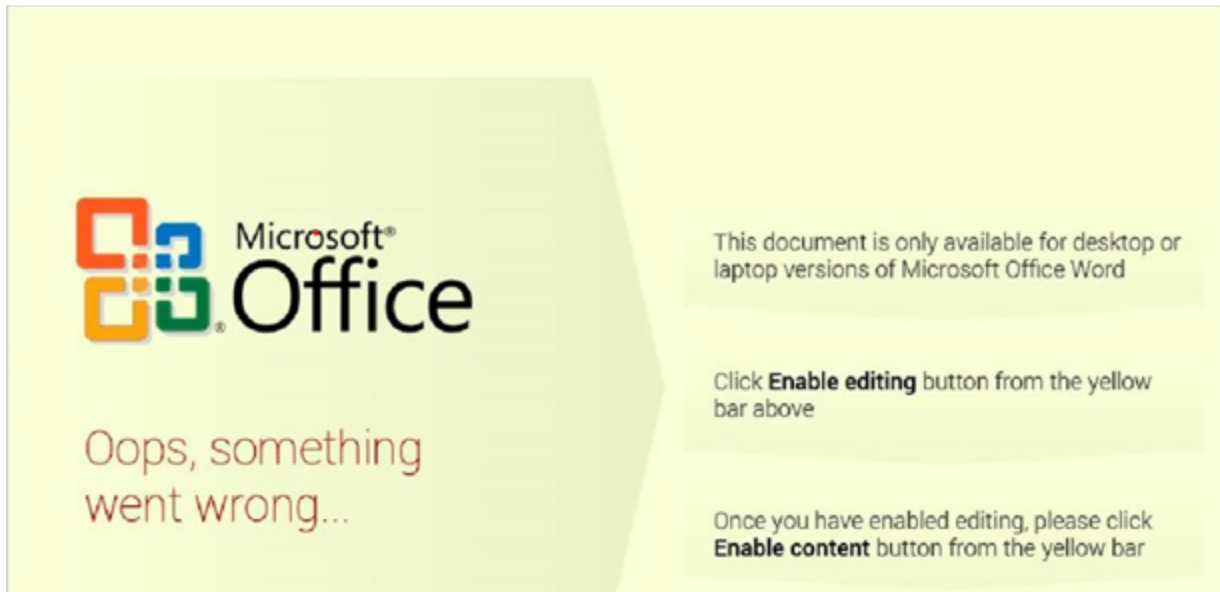 Microsoft®
Office
®
Oops, something
went wrong...
This document is only available for desktop or
laptop versions of Microsoft Office Word
Click Enable editing button from the yellow
bar above
Once you have enabled editing, please click
Enable content button from the yellow bar